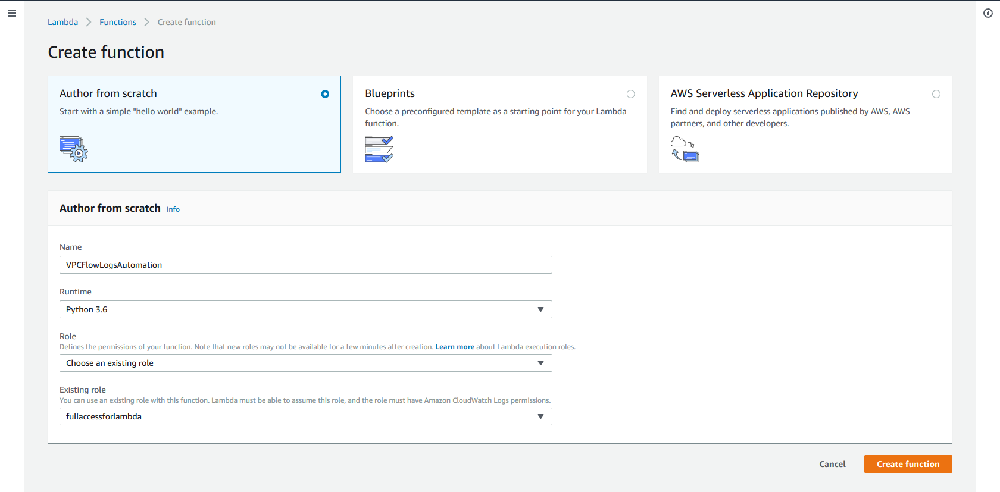 Lambda > Functions > Create function
Create function
Author from scratch
Start with a simple "hello world" example.
Blueprints
Choose a preconfigured template as a starting point for your Lambda
function.
AWS Serverless Application Repository
Find and deploy serverless applications published by AWS, AWS
partners, and other developers.
Author from scratch Info
Name
VPCFlowLogsAutomation
Runtime
Python 3.6
Role
Defines the permissions of your function. Note that new roles may not be available for a few minutes after creation. Learn more about Lambda execution roles.
Choose an existing role
Existing role
You can use an existing role with this function. Lambda must be able to assume this role, and the role must have Amazon CloudWatch Logs permissions.
fullaccessforlambda
Cancel Create function